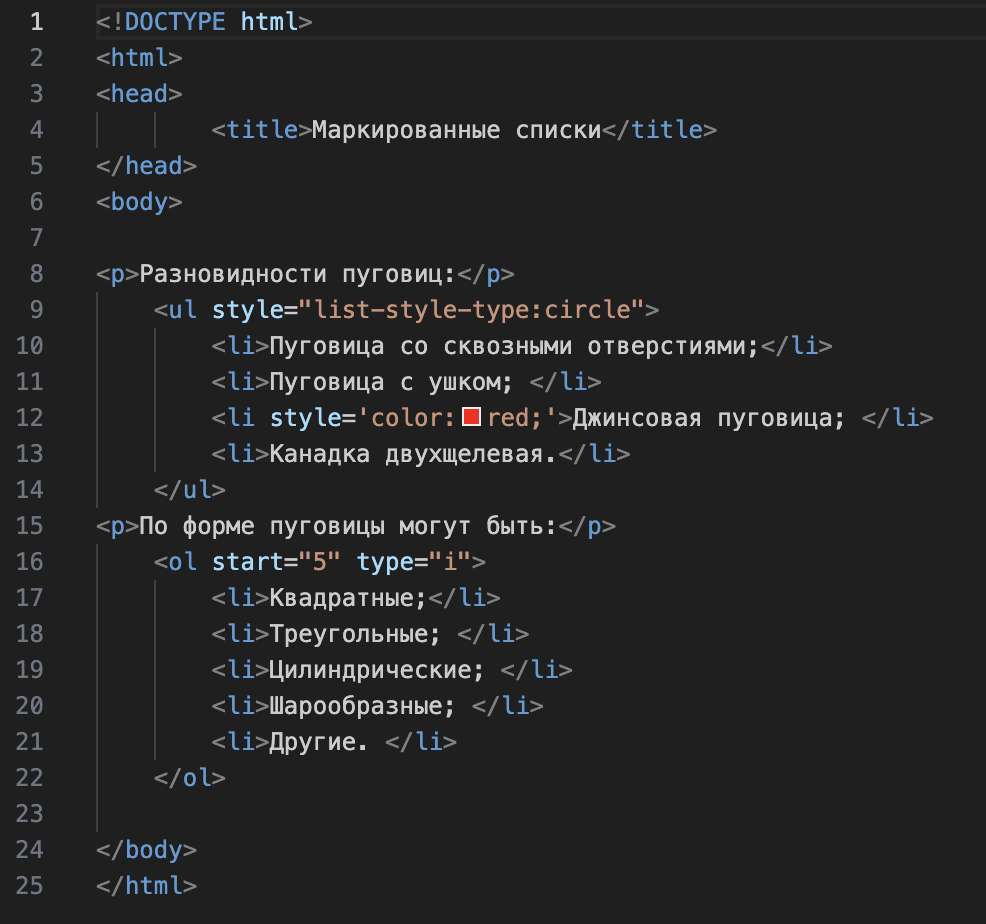 1 <!DOCTYPE html>
2 <html>
3 <head>
4         <title>Маркированные списки</title>
5 </head>
6 <body>
7
8 <p>Разновидности пуговиц:</p>
9     <ul style="list-style-type:circle">
10         <li>Пуговица со сквозными отверстиями;</li>
11         <li>Пуговица с ушком; </li>
12         <li style='color:red;'>Джинсовая пуговица; </li>
13         <li>Канадка двухщелевая.</li>
14     </ul>
15 <p>По форме пуговицы могут быть:</p>
16     <ol start="5" type="i">
17         <li>Квадратные;</li>
18         <li>Треугольные; </li>
19         <li>Цилиндрические; </li>
20         <li>Шарообразные; </li>
21         <li>Другие. </li>
22     </ol>
23
24 </body>
25 </html>